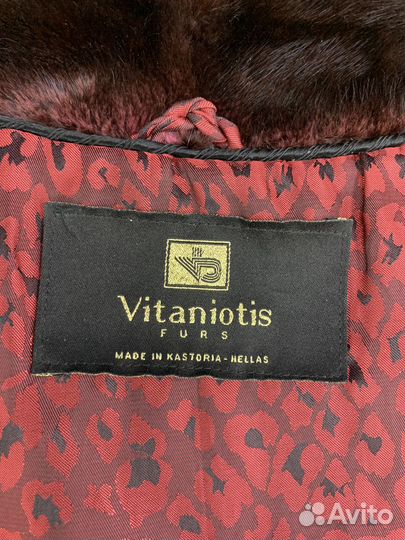 Vitaniotis
FURS
MADE IN KASTORIA - HELLAS
Avito